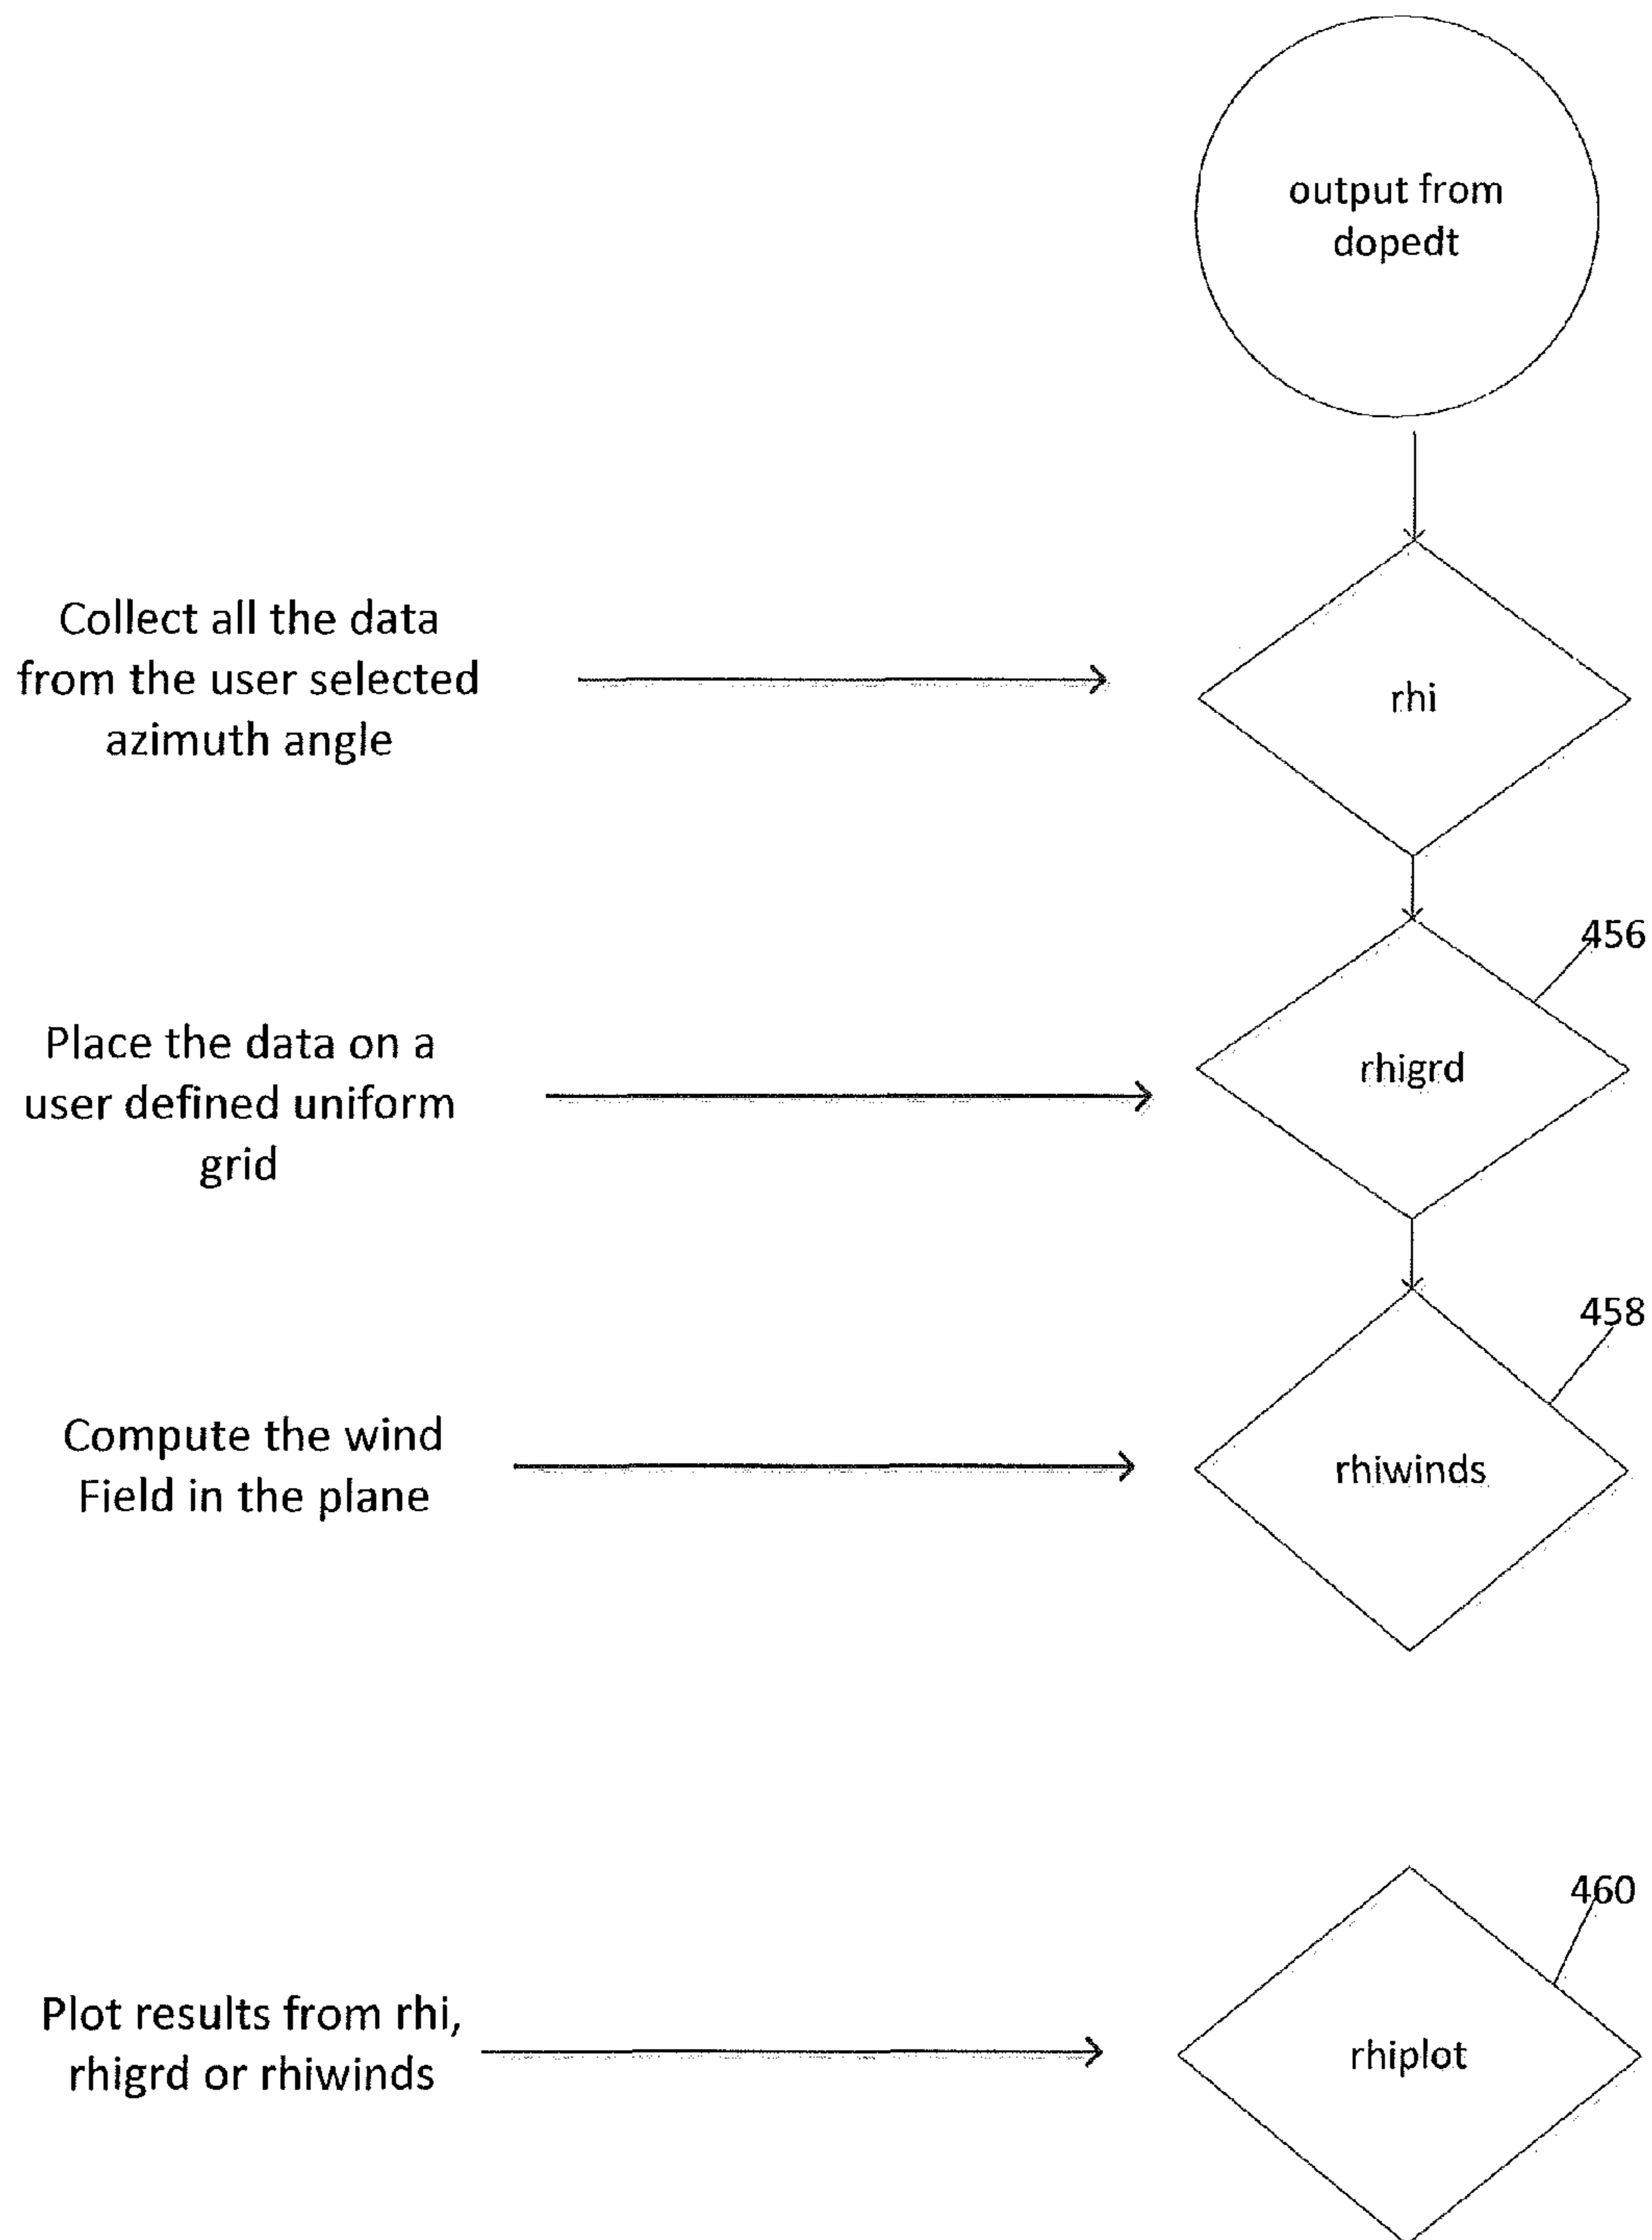 output from
dopedt
Collect all the data
from the user selected
azimuth angle
rhi
456
Place the data on a
user defined uniform
grid
rhigrd
458
Compute the wind
Field in the plane
rhiwinds
460
Plot results from rhi,
rhigrd or rhiwinds
rhiplot